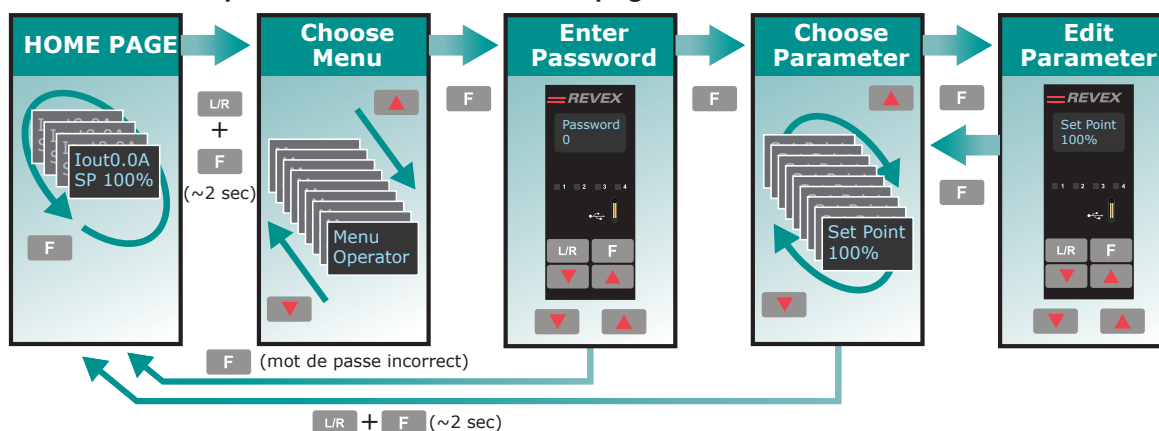 HOME PAGE
Choose
Menu
Enter
Password
Choose
Parameter
Edit
Parameter
L/R
+
F
(~2 sec)
F
F
F
F
Iout0.0A
SP 100%
F
Menu
Operator
REVEX
Password
0
1 2 3 4
L/R F
Set Point
100%
REVEX
Set Point
100%
1 2 3 4
L/R F
F (mot de passe incorrect)
L/R + F (~2 sec)